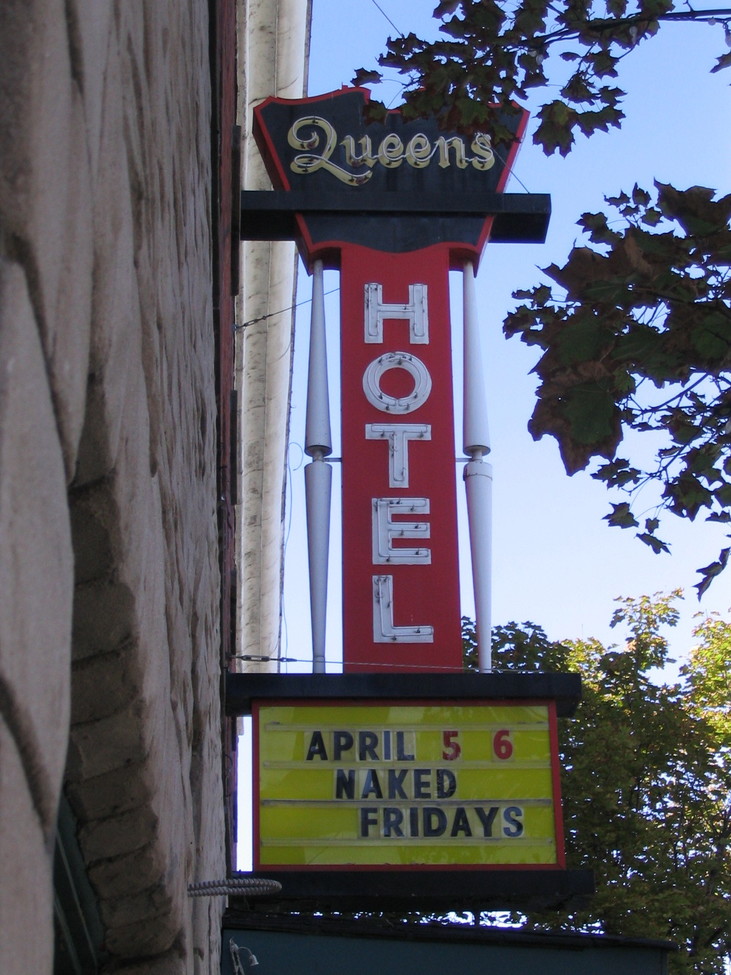 Queens
HOTEL
APRIL 5 6
NAKED
FRIDAYS